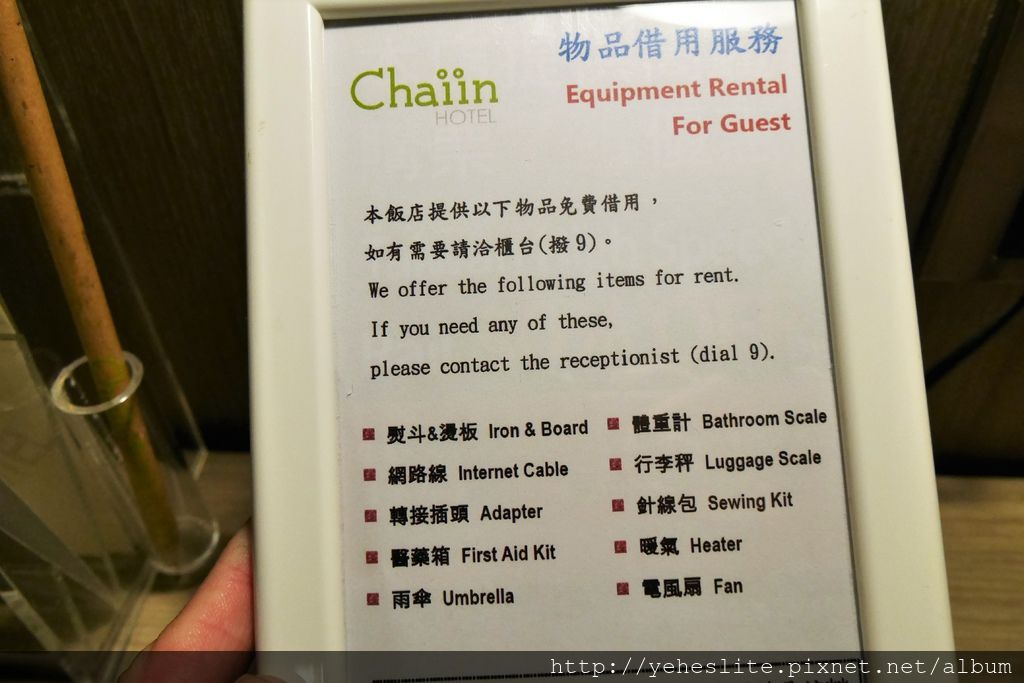 物品借用服務
Chaiin
HOTEL
Equipment Rental
For Guest
本飯店提供以下物品免費借用，
如有需要請洽櫃台(撥9)。
We offer the following items for rent.
If you need any of these,
please contact the receptionist (dial 9).
熨斗&燙板 Iron & Board
網路線 Internet Cable
轉接插頭 Adapter
醫藥箱 First Aid Kit
雨傘 Umbrella
體重計 Bathroom Scale
行李秤 Luggage Scale
針線包 Sewing Kit
暖氣 Heater
電風扇 Fan
http://yeheslite.pixnet.net/album